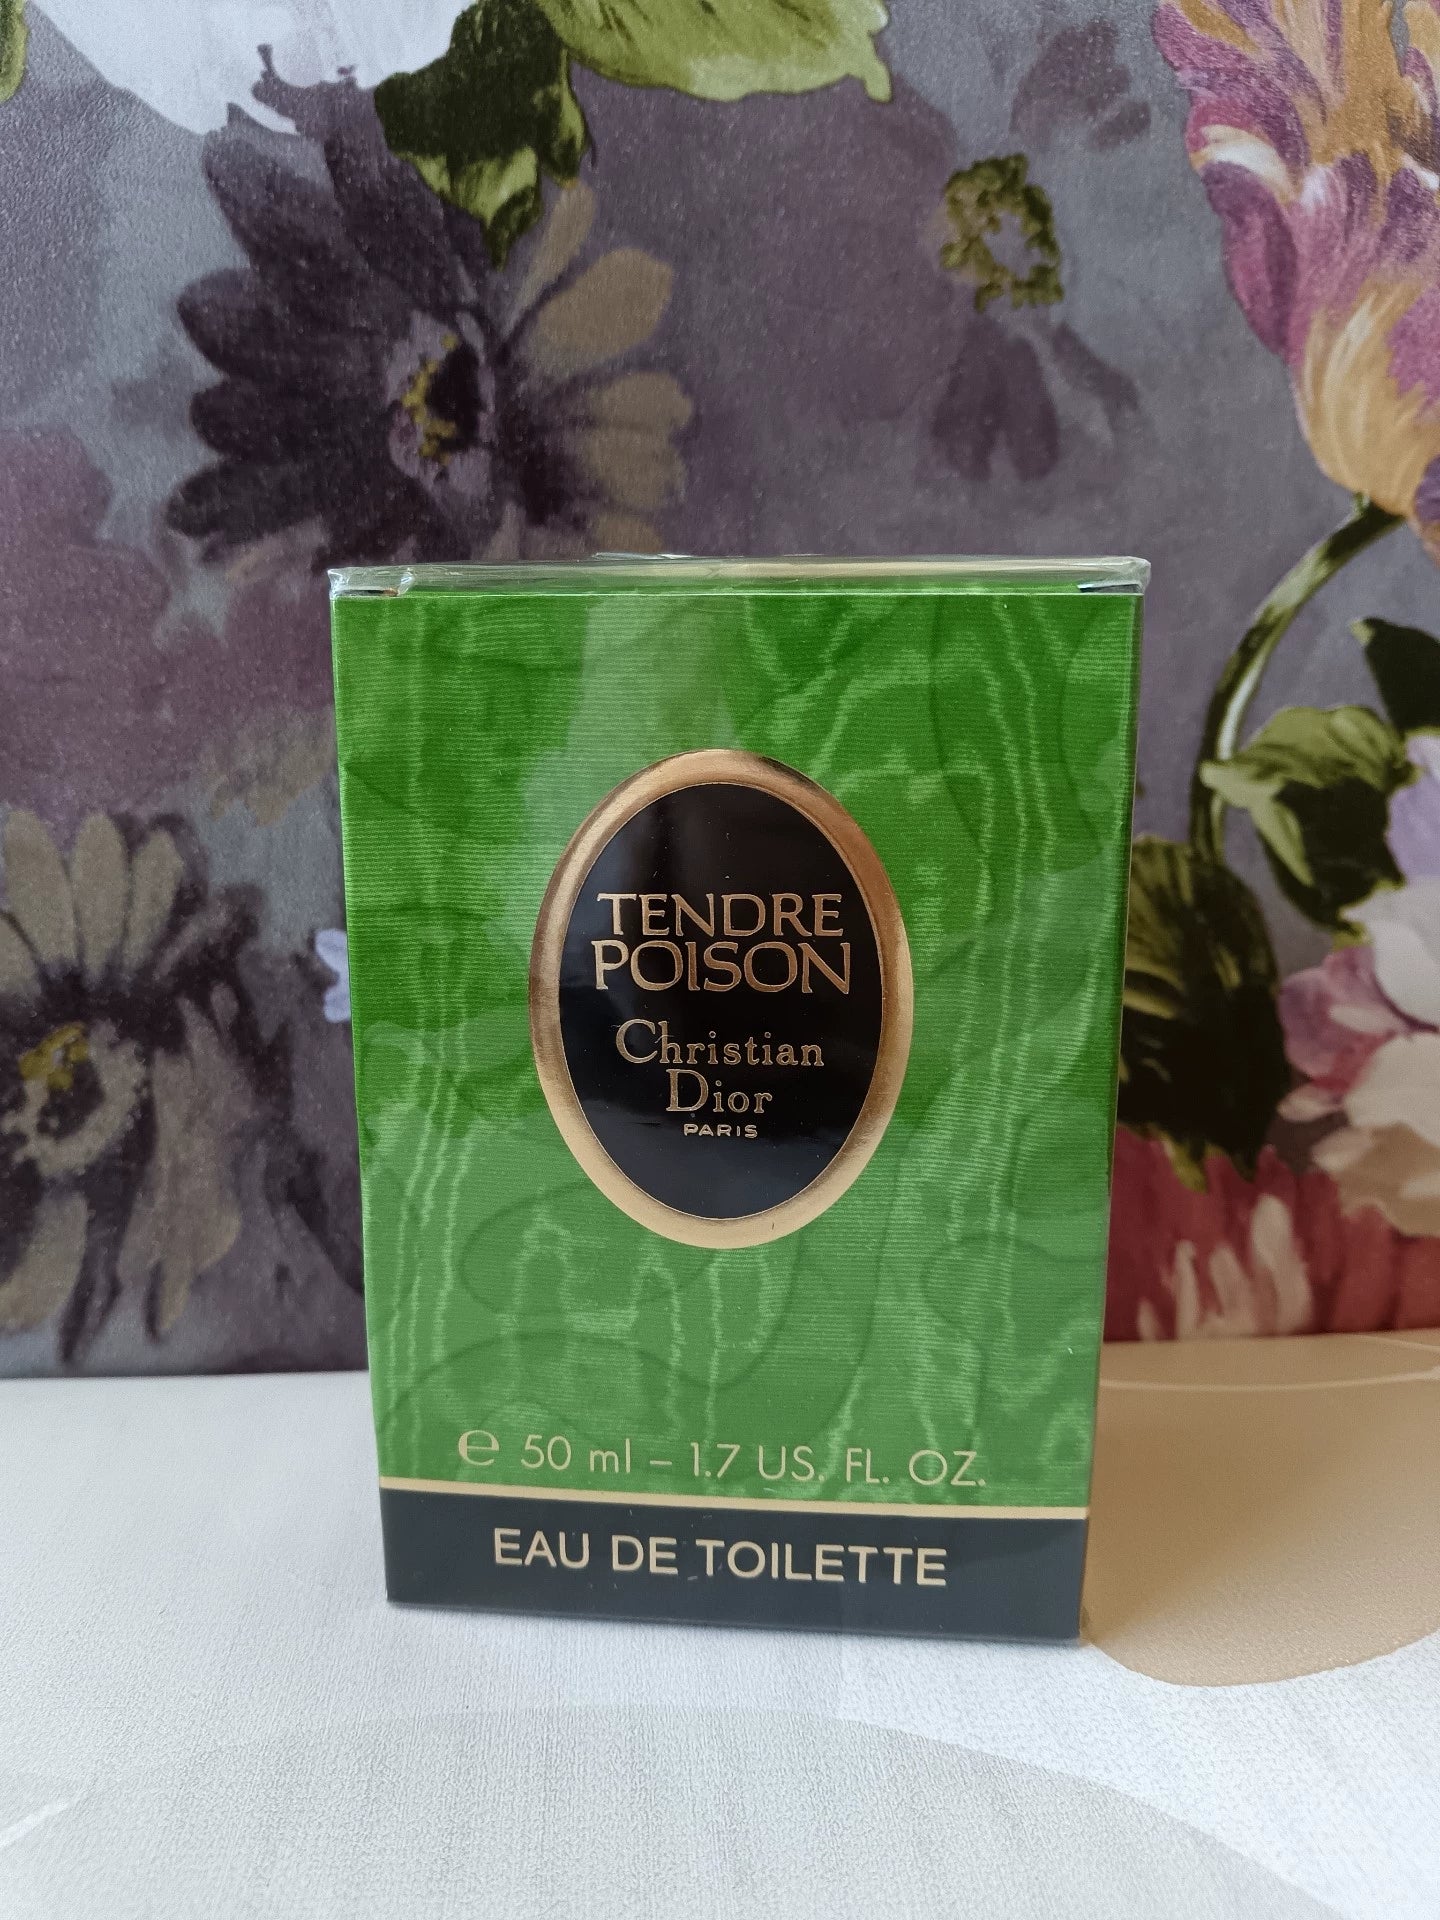 TENDRE
POISON
Christian
Dior
PARIS
℮ 50 ml – 1.7 US. FL. OZ.
EAU DE TOILETTE